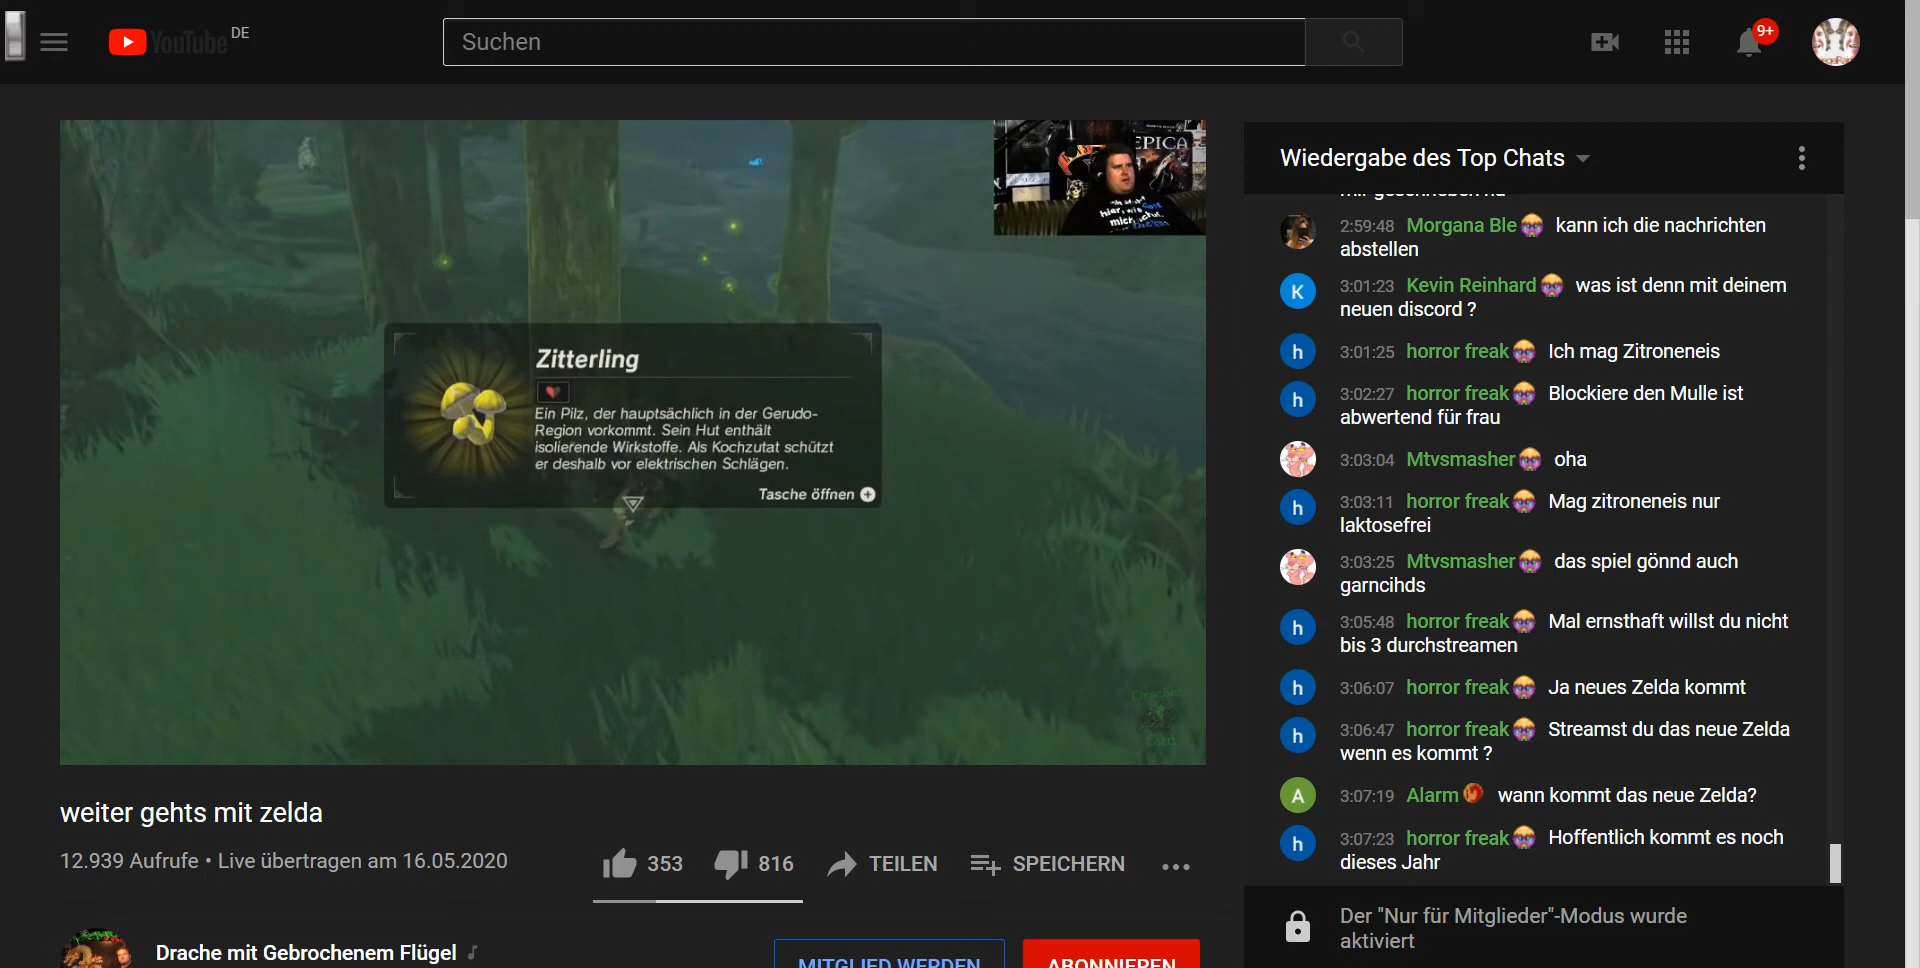 YouTube DE
Suchen
9+
EPICA
Zitterling
Ein Pilz, der hauptsächlich in der Gerudo-
Region vorkommt. Sein Hut enthält
isolierende Wirkstoffe. Als Kochzutat schützt
er deshalb vor elektrischen Schlägen.
Tasche öffnen
weiter gehts mit zelda
12.939 Aufrufe • Live übertragen am 16.05.2020
353
816
TEILEN
SPEICHERN
Drache mit Gebrochenem Flügel
MITGLIED WERDEN
ABONNIEREN
Wiedergabe des Top Chats
2:59:48 Morgana Ble kann ich die nachrichten
abstellen
K
3:01:23 Kevin Reinhard was ist denn mit deinem
neuen discord ?
h
3:01:25 horror freak Ich mag Zitroneneis
h
3:02:27 horror freak Blockiere den Mulle ist
abwertend für frau
3:03:04 Mtvsmasher oha
h
3:03:11 horror freak Mag zitroneneis nur
laktosefrei
3:03:25 Mtvsmasher das spiel gönnd auch
garncihds
h
3:05:48 horror freak Mal ernsthaft willst du nicht
bis 3 durchstreamen
h
3:06:07 horror freak Ja neues Zelda kommt
h
3:06:47 horror freak Streamst du das neue Zelda
wenn es kommt ?
A
3:07:19 Alarm wann kommt das neue Zelda?
h
3:07:23 horror freak Hoffentlich kommt es noch
dieses Jahr
Der "Nur für Mitglieder"-Modus wurde
aktiviert